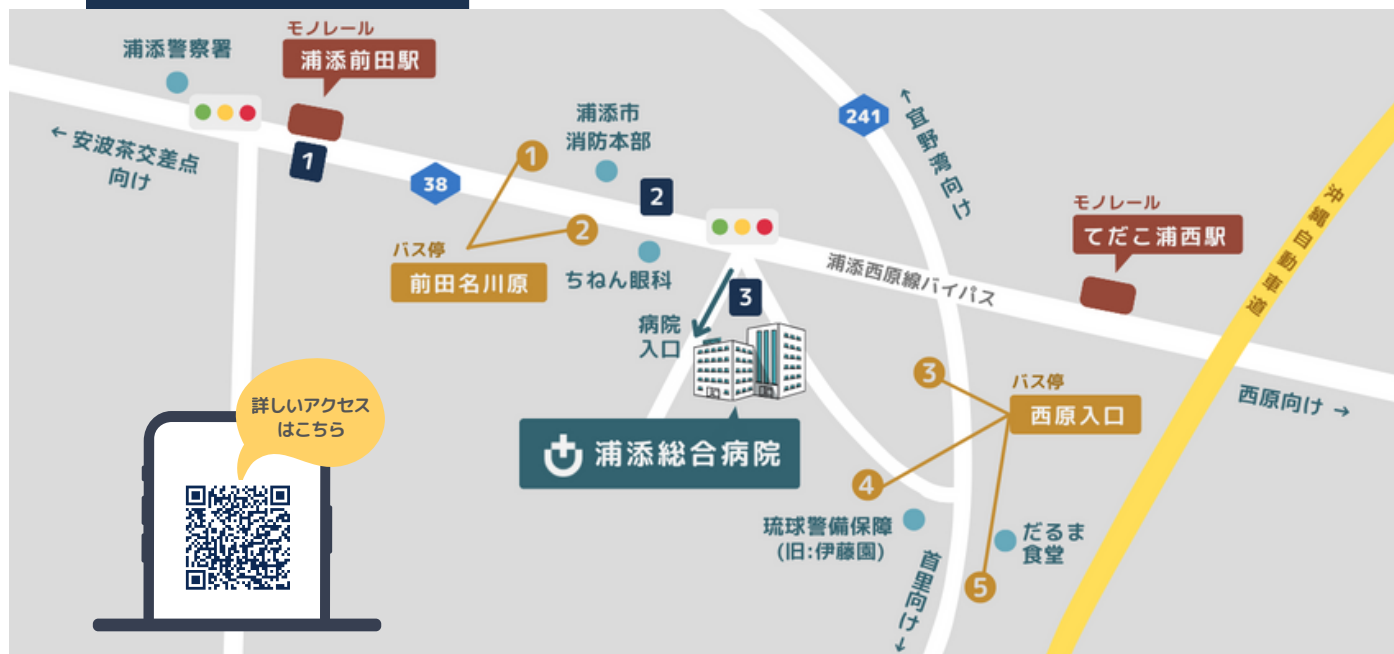 モノレール
浦添前田駅
浦添警察署
← 安波茶交差点
向け
1
38
浦添市
消防本部
1
2
バス停
前田名川原
2
ちねん眼科
241
←宜野湾向け
モノレール
てだこ浦西駅
沖縄自動車道
浦添西原線バイパス
3
病院
入口
浦添総合病院
3
バス停
西原入口
西原向け →
4
琉球警備保障
(旧:伊藤園)
だるま
食堂
5
首里向け→
詳しいアクセス
はこちら